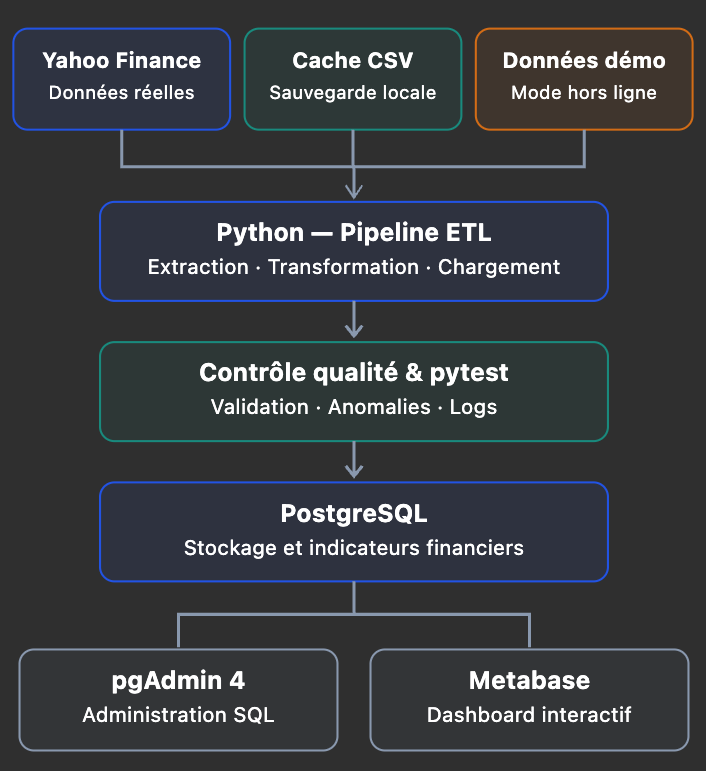 Yahoo Finance
Données réelles
Cache CSV
Sauvegarde locale
Données démo
Mode hors ligne
Python — Pipeline ETL
Extraction · Transformation · Chargement
Contrôle qualité & pytest
Validation · Anomalies · Logs
PostgreSQL
Stockage et indicateurs financiers
pgAdmin 4
Administration SQL
Metabase
Dashboard interactif